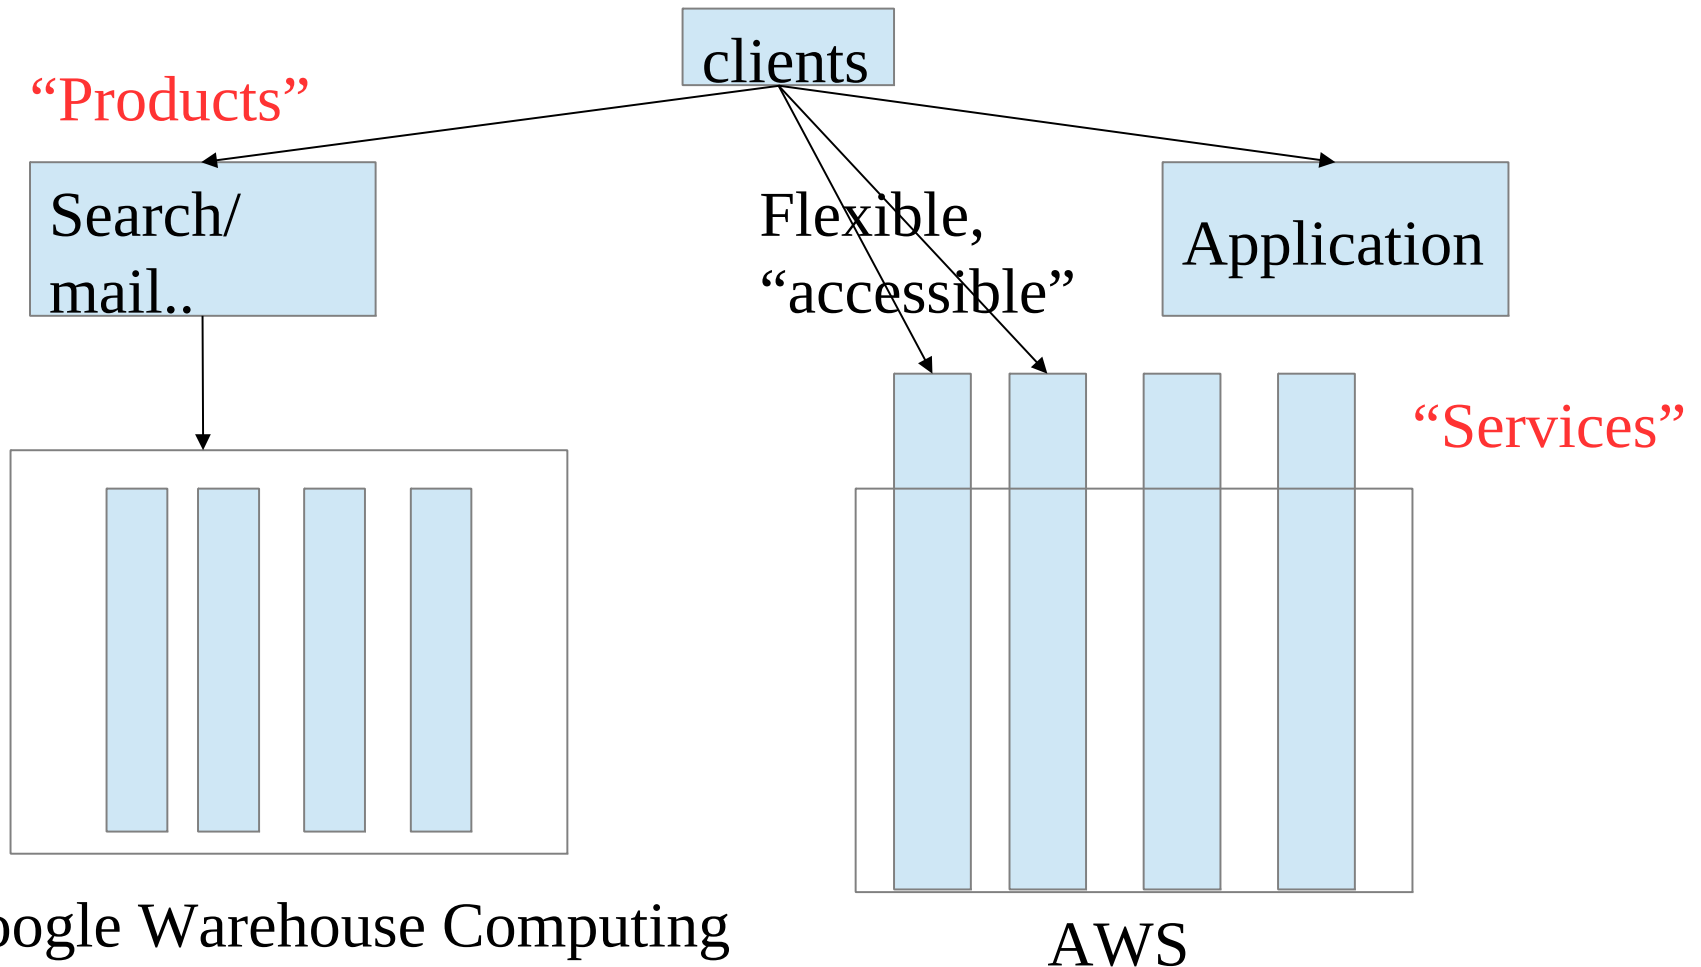 clients
“Products”
Search/
mail..
Flexible,
“accessible”
Application
“Services”
oogle Warehouse Computing
AWS